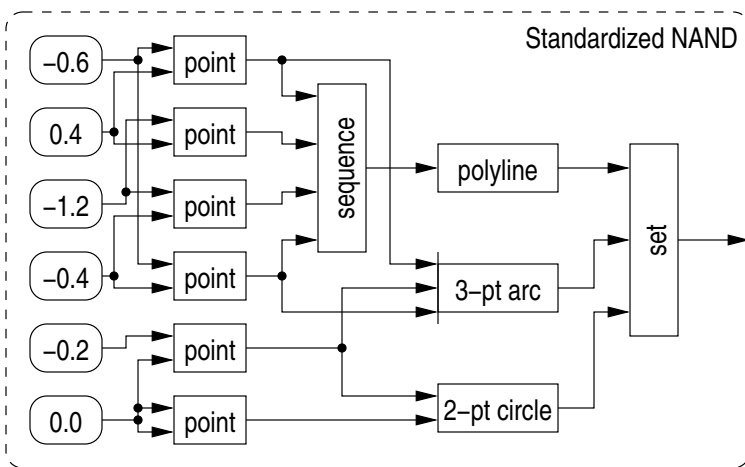 Standardized NAND
−0.6
point
0.4
point
sequence
−1.2
point
polyline
−0.4
point
3−pt arc
set
−0.2
point
0.0
point
2−pt circle